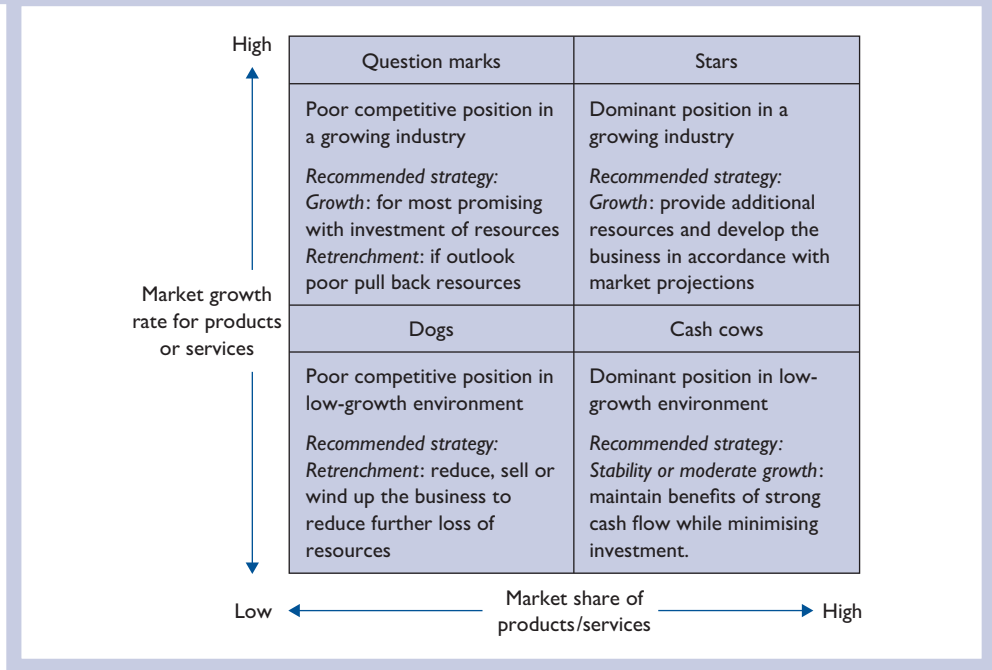 High
Question marks
Stars
Poor competitive position in
a growing industry
Recommended strategy:
Growth: for most promising
with investment of resources
Retrenchment: if outlook
poor pull back resources
Dominant position in a
growing industry
Recommended strategy:
Growth: provide additional
resources and develop the
business in accordance with
market projections
Market growth
rate for products
or services
Dogs
Cash cows
Poor competitive position in
low-growth environment
Recommended strategy:
Retrenchment: reduce, sell or
wind up the business to
reduce further loss of
resources
Dominant position in low-
growth environment
Recommended strategy:
Stability or moderate growth:
maintain benefits of strong
cash flow while minimising
investment.
Low
Market share of
products/services
High